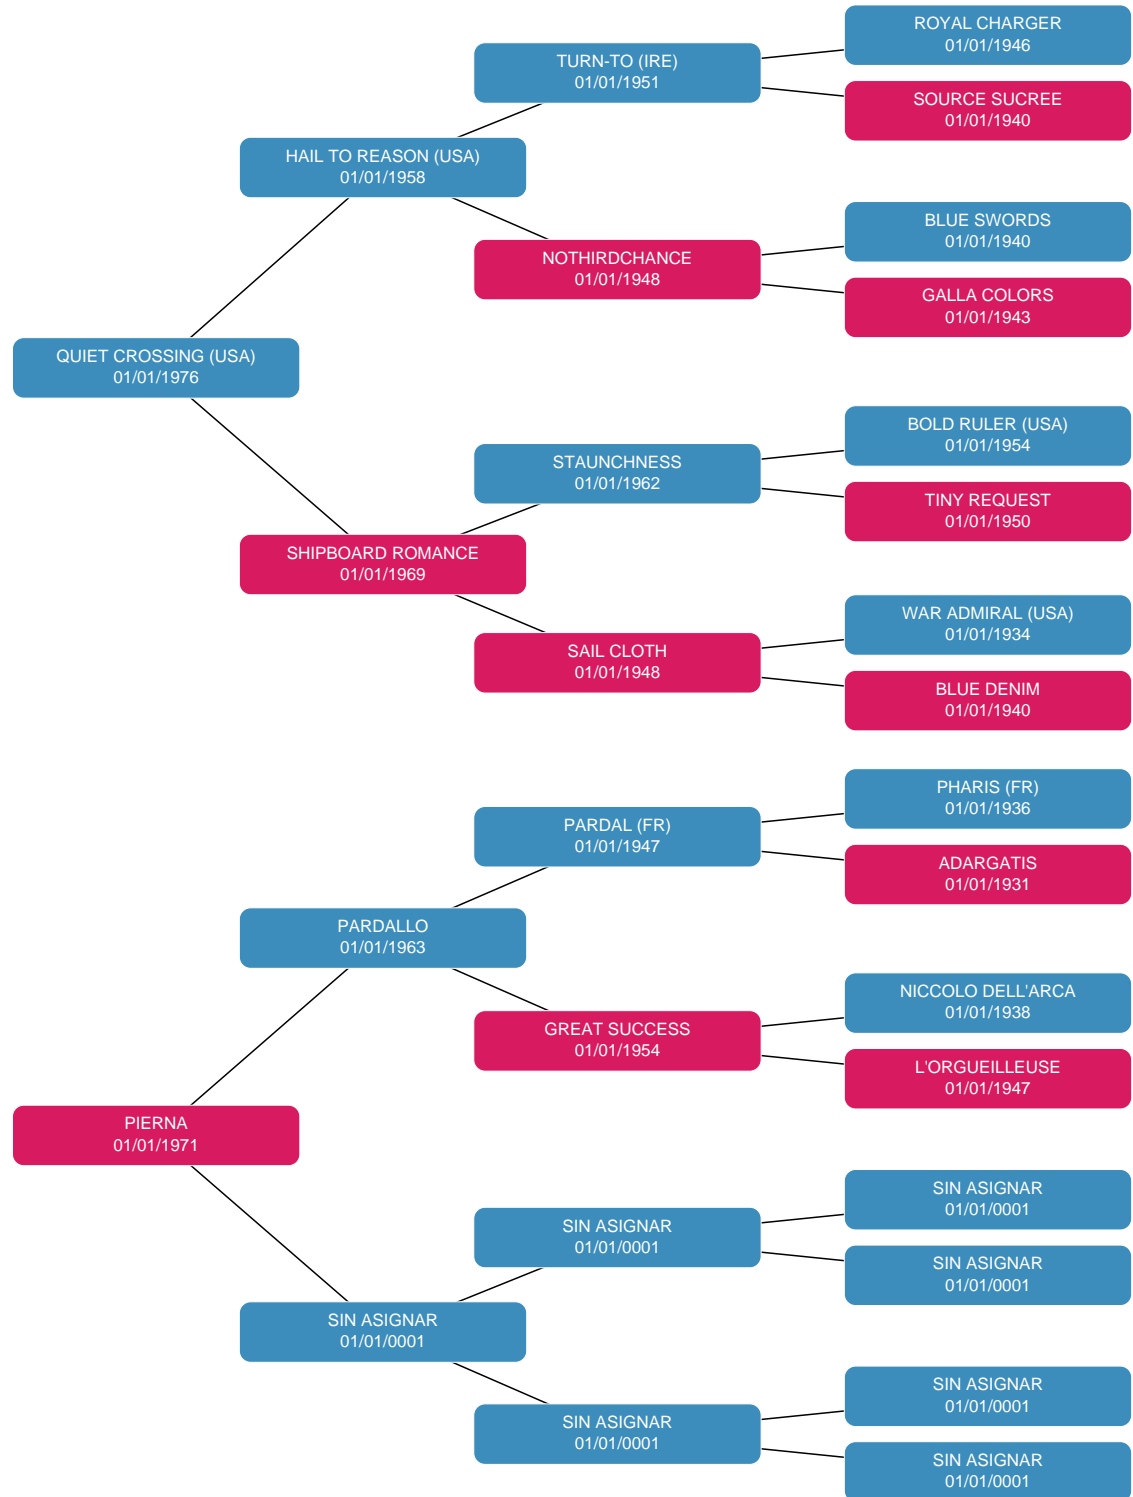 ROYAL CHARGER
01/01/1946
TURN-TO (IRE)
01/01/1951
SOURCE SUCREE
01/01/1940
HAIL TO REASON (USA)
01/01/1958
BLUE SWORDS
01/01/1940
NOTHIRDCHANCE
01/01/1948
GALLA COLORS
01/01/1943
QUIET CROSSING (USA)
01/01/1976
BOLD RULER (USA)
01/01/1954
STAUNCHNESS
01/01/1962
TINY REQUEST
01/01/1950
SHIPBOARD ROMANCE
01/01/1969
WAR ADMIRAL (USA)
01/01/1934
SAIL CLOTH
01/01/1948
BLUE DENIM
01/01/1940
PHARIS (FR)
01/01/1936
PARDAL (FR)
01/01/1947
ADARGATIS
01/01/1931
PARDALLO
01/01/1963
NICCOLO DELL'ARCA
01/01/1938
GREAT SUCCESS
01/01/1954
L'ORGUEILLEUSE
01/01/1947
PIERNA
01/01/1971
SIN ASIGNAR
01/01/0001
SIN ASIGNAR
01/01/0001
SIN ASIGNAR
01/01/0001
SIN ASIGNAR
01/01/0001
SIN ASIGNAR
01/01/0001
SIN ASIGNAR
01/01/0001
SIN ASIGNAR
01/01/0001